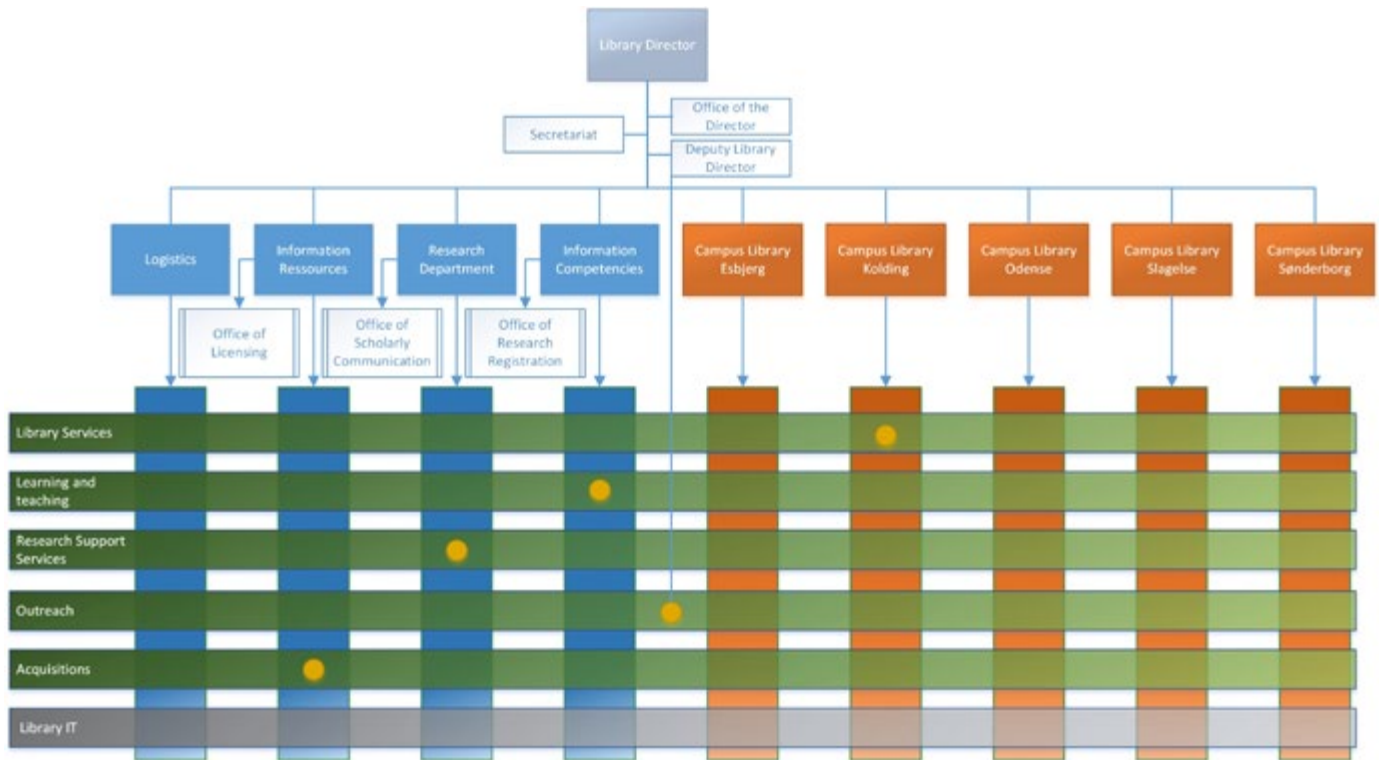 Library Director
Office of the
Director
Secretariat
Deputy Library
Director
Logistics
Information
Ressources
Research
Department
Information
Competencies
Campus Library
Esbjerg
Campus Library
Kolding
Campus Library
Odense
Campus Library
Slagelse
Campus Library
Sønderborg
Office of
Licensing
Office of
Scholarly
Communication
Office of
Research
Registration
Library Services
Learning and
teaching
Research Support
Services
Outreach
Acquisitions
Library IT